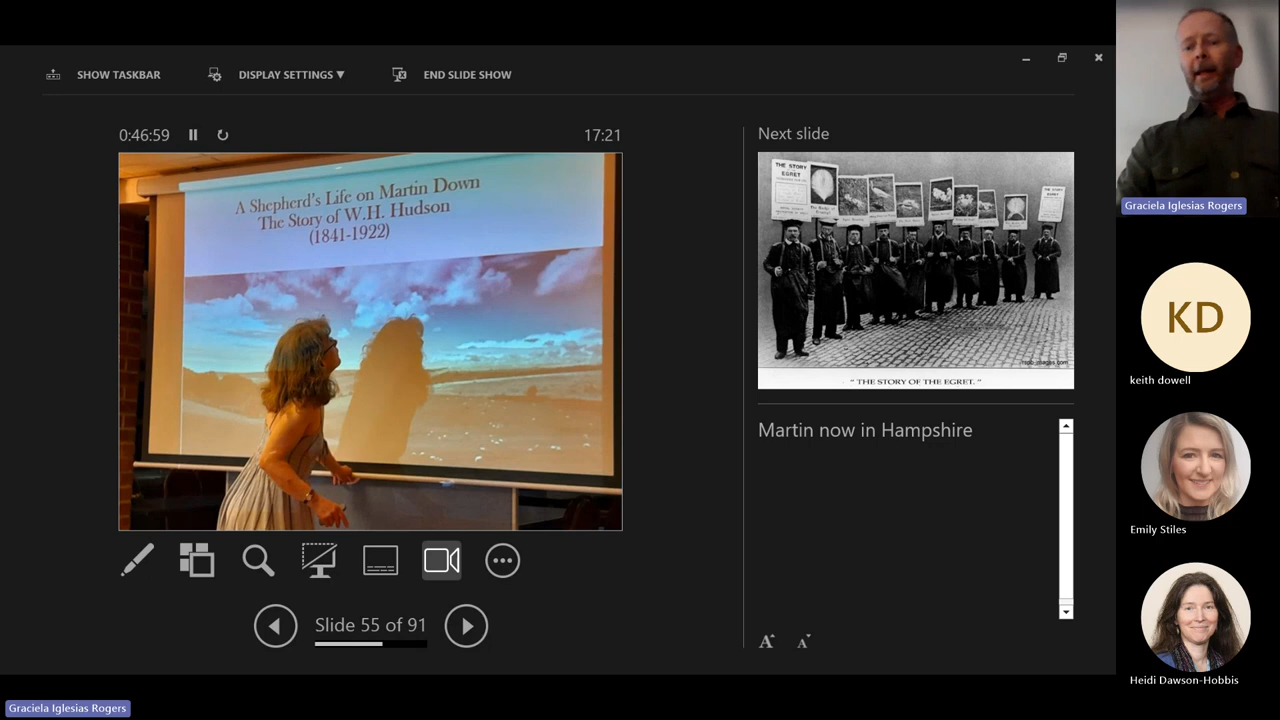 SHOW TASKBAR
DISPLAY SETTINGS ▼
END SLIDE SHOW
0:46:59
17:21
Next slide
A Shepherd's Life on Martin Down
The Story of W.H. Hudson
(1841-1922)
THE STORY
EGRET
THE STORY
EGRET
" THE STORY OF THE EGRET. "
Martin now in Hampshire
Slide 55 of 91
A A
Graciela Iglesias Rogers
KD
keith dowell
Emily Stiles
Heidi Dawson-Hobbis
Graciela Iglesias Rogers